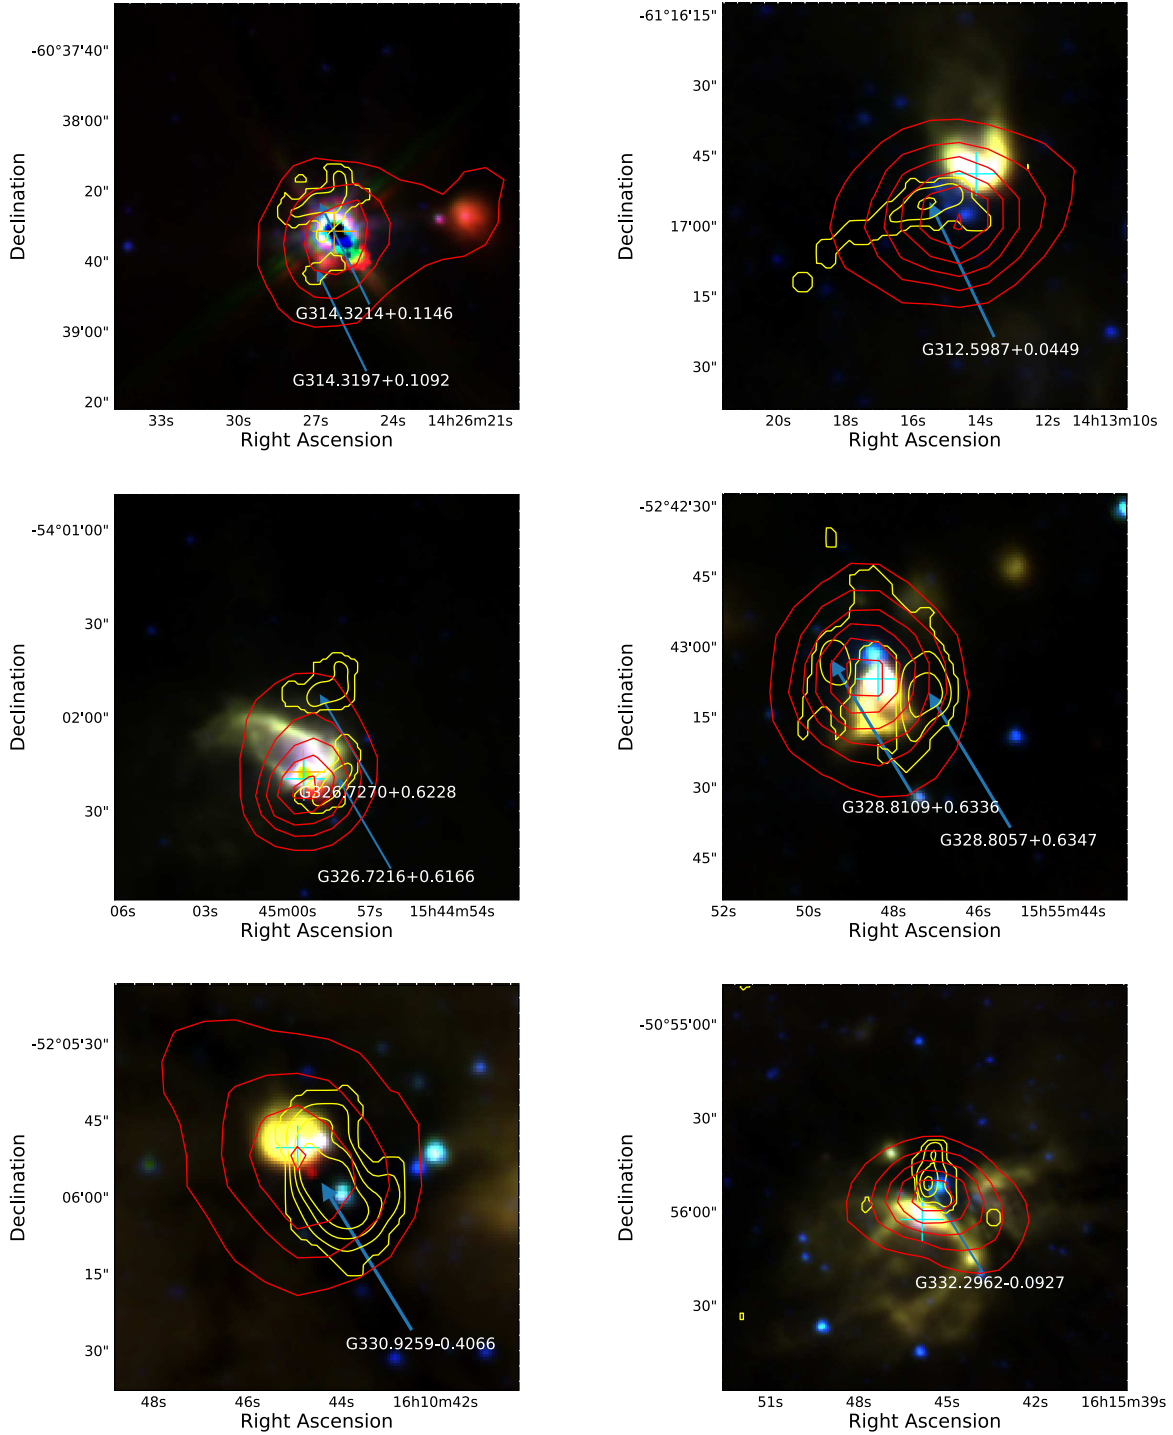 -60°37'40"
38'00"
20"
40"
39'00"
20"
Declination
G314.3214+0.1146
G314.3197+0.1092
33s 30s 27s 24s 14h26m21s
Right Ascension
-61°16'15"
30"
45"
17'00"
15"
30"
Declination
G312.5987+0.0449
20s 18s 16s 14s 12s 14h13m10s
Right Ascension
-54°01'00"
30"
02'00"
30"
Declination
G326.7270+0.6228
G326.7216+0.6166
06s 03s 45m00s 57s 15h44m54s
Right Ascension
-52°42'30"
45"
43'00"
15"
30"
45"
Declination
G328.8109+0.6336
G328.8057+0.6347
52s 50s 48s 46s 15h55m44s
Right Ascension
-52°05'30"
45"
06'00"
15"
30"
Declination
G330.9259-0.4066
48s 46s 44s 16h10m42s
Right Ascension
-50°55'00"
30"
56'00"
30"
Declination
G332.2962-0.0927
51s 48s 45s 42s 16h15m39s
Right Ascension